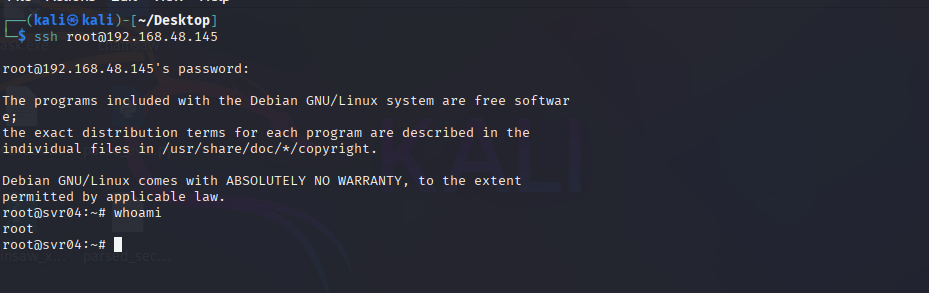 ┌──(kali㉿kali)-[~/Desktop]
└─$ ssh root@192.168.48.145
root@192.168.48.145's password:
The programs included with the Debian GNU/Linux system are free softwar
e;
the exact distribution terms for each program are described in the
individual files in /usr/share/doc/*/copyright.
Debian GNU/Linux comes with ABSOLUTELY NO WARRANTY, to the extent
permitted by applicable law.
root@svr04:~# whoami
root
root@svr04:~#
KALI
parsed_sec...